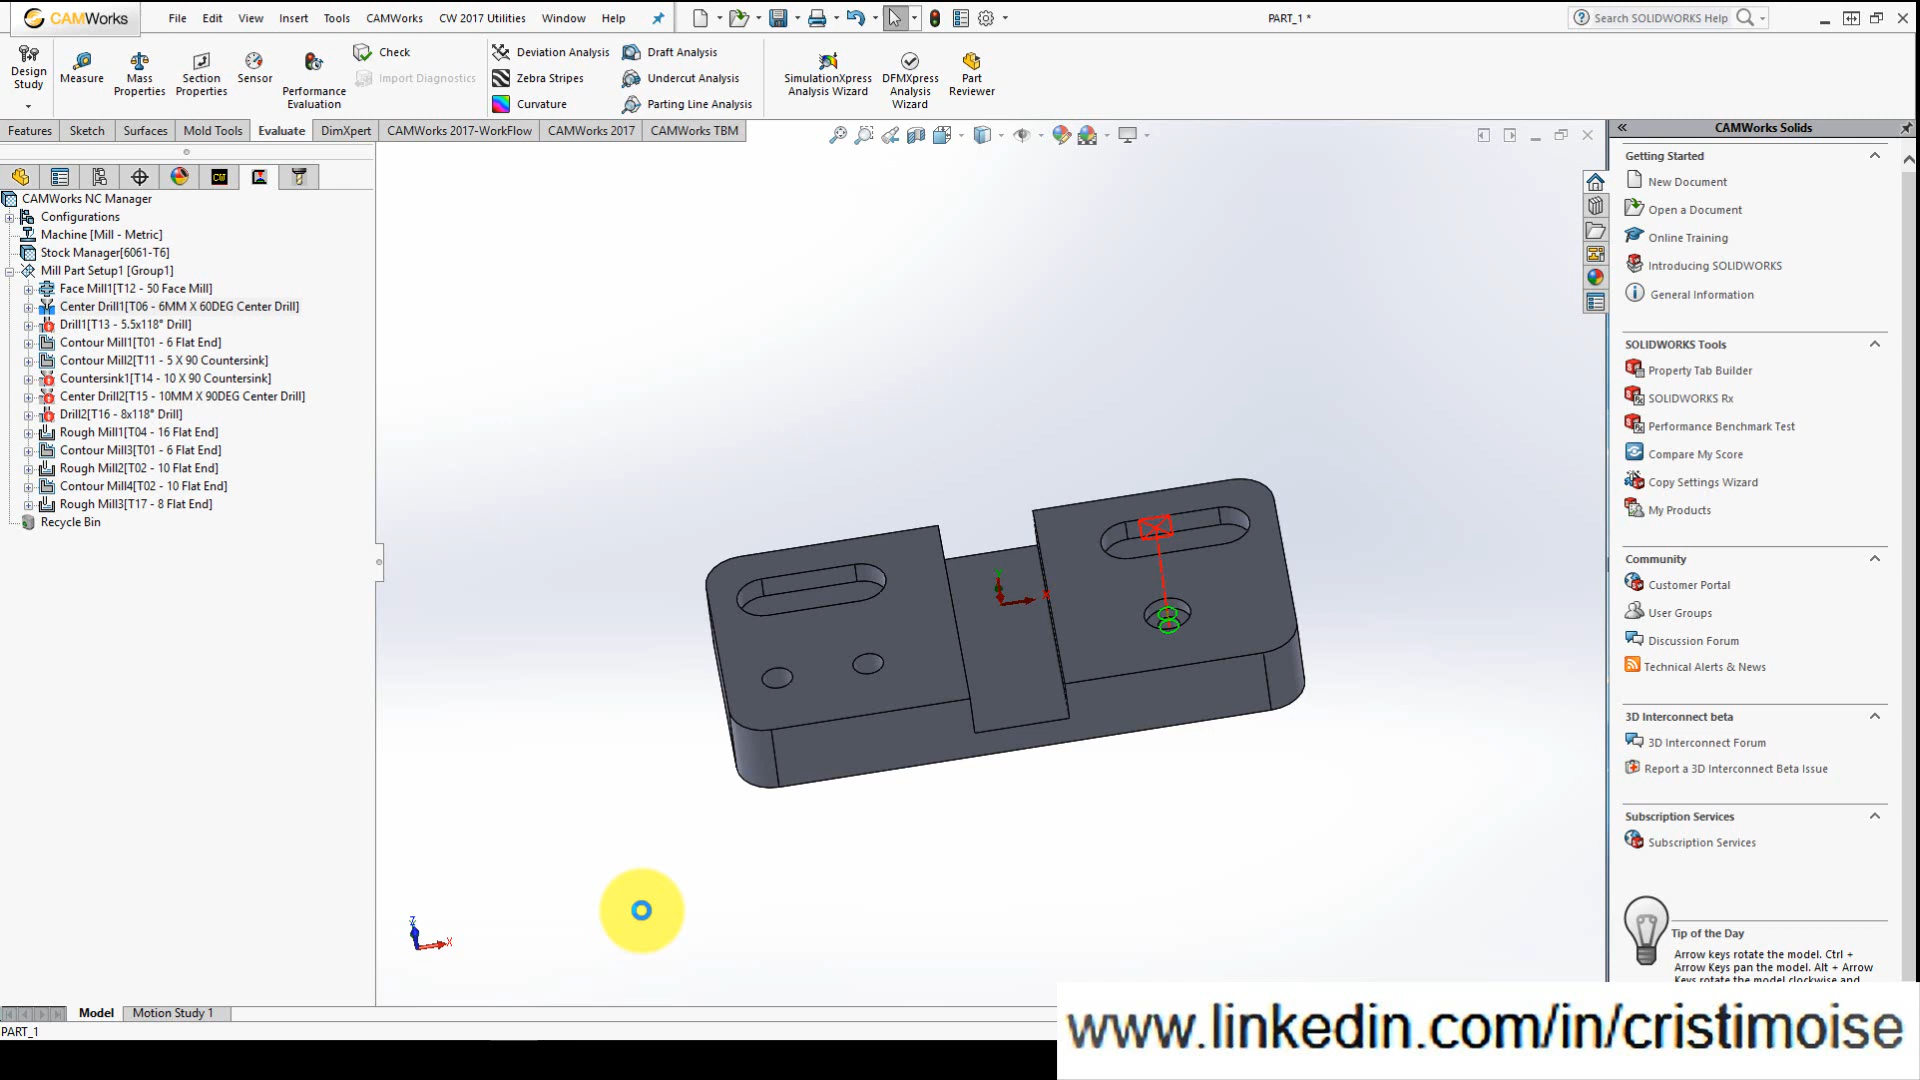 CAMWorks File Edit View Insert Tools CAMWorks CW 2017 Utilities Window Help PART_1 * Search SOLIDWORKS Help
Design Study
Measure
Mass Properties
Section Properties
Sensor
Performance Evaluation
Check
Import Diagnostics
Deviation Analysis
Zebra Stripes
Curvature
Draft Analysis
Undercut Analysis
Parting Line Analysis
SimulationXpress Analysis Wizard
DFMXpress Analysis Wizard
Part Reviewer
Features Sketch Surfaces Mold Tools Evaluate DimXpert CAMWorks 2017-WorkFlow CAMWorks 2017 CAMWorks TBM
CAMWorks NC Manager
Configurations
Machine [Mill - Metric]
Stock Manager[6061-T6]
Mill Part Setup1 [Group1]
Face Mill1[T12 - 50 Face Mill]
Center Drill1[T06 - 6MM X 60DEG Center Drill]
Drill1[T13 - 5.5x118° Drill]
Contour Mill1[T01 - 6 Flat End]
Contour Mill2[T11 - 5 X 90 Countersink]
Countersink1[T14 - 10 X 90 Countersink]
Center Drill2[T15 - 10MM X 90DEG Center Drill]
Drill2[T16 - 8x118° Drill]
Rough Mill1[T04 - 16 Flat End]
Contour Mill3[T01 - 6 Flat End]
Rough Mill2[T02 - 10 Flat End]
Contour Mill4[T02 - 10 Flat End]
Rough Mill3[T17 - 8 Flat End]
Recycle Bin
Z
X
CAMWorks Solids
Getting Started
New Document
Open a Document
Online Training
Introducing SOLIDWORKS
General Information
SOLIDWORKS Tools
Property Tab Builder
SOLIDWORKS Rx
Performance Benchmark Test
Compare My Score
Copy Settings Wizard
My Products
Community
Customer Portal
User Groups
Discussion Forum
Technical Alerts & News
3D Interconnect beta
3D Interconnect Forum
Report a 3D Interconnect Beta Issue
Subscription Services
Subscription Services
Tip of the Day
Arrow keys rotate the model. Ctrl +
Arrow Keys pan the model. Alt + Arrow
Keys rotate the model clockwise and
Model Motion Study 1
PART_1
www.linkedin.com/in/cristimoise